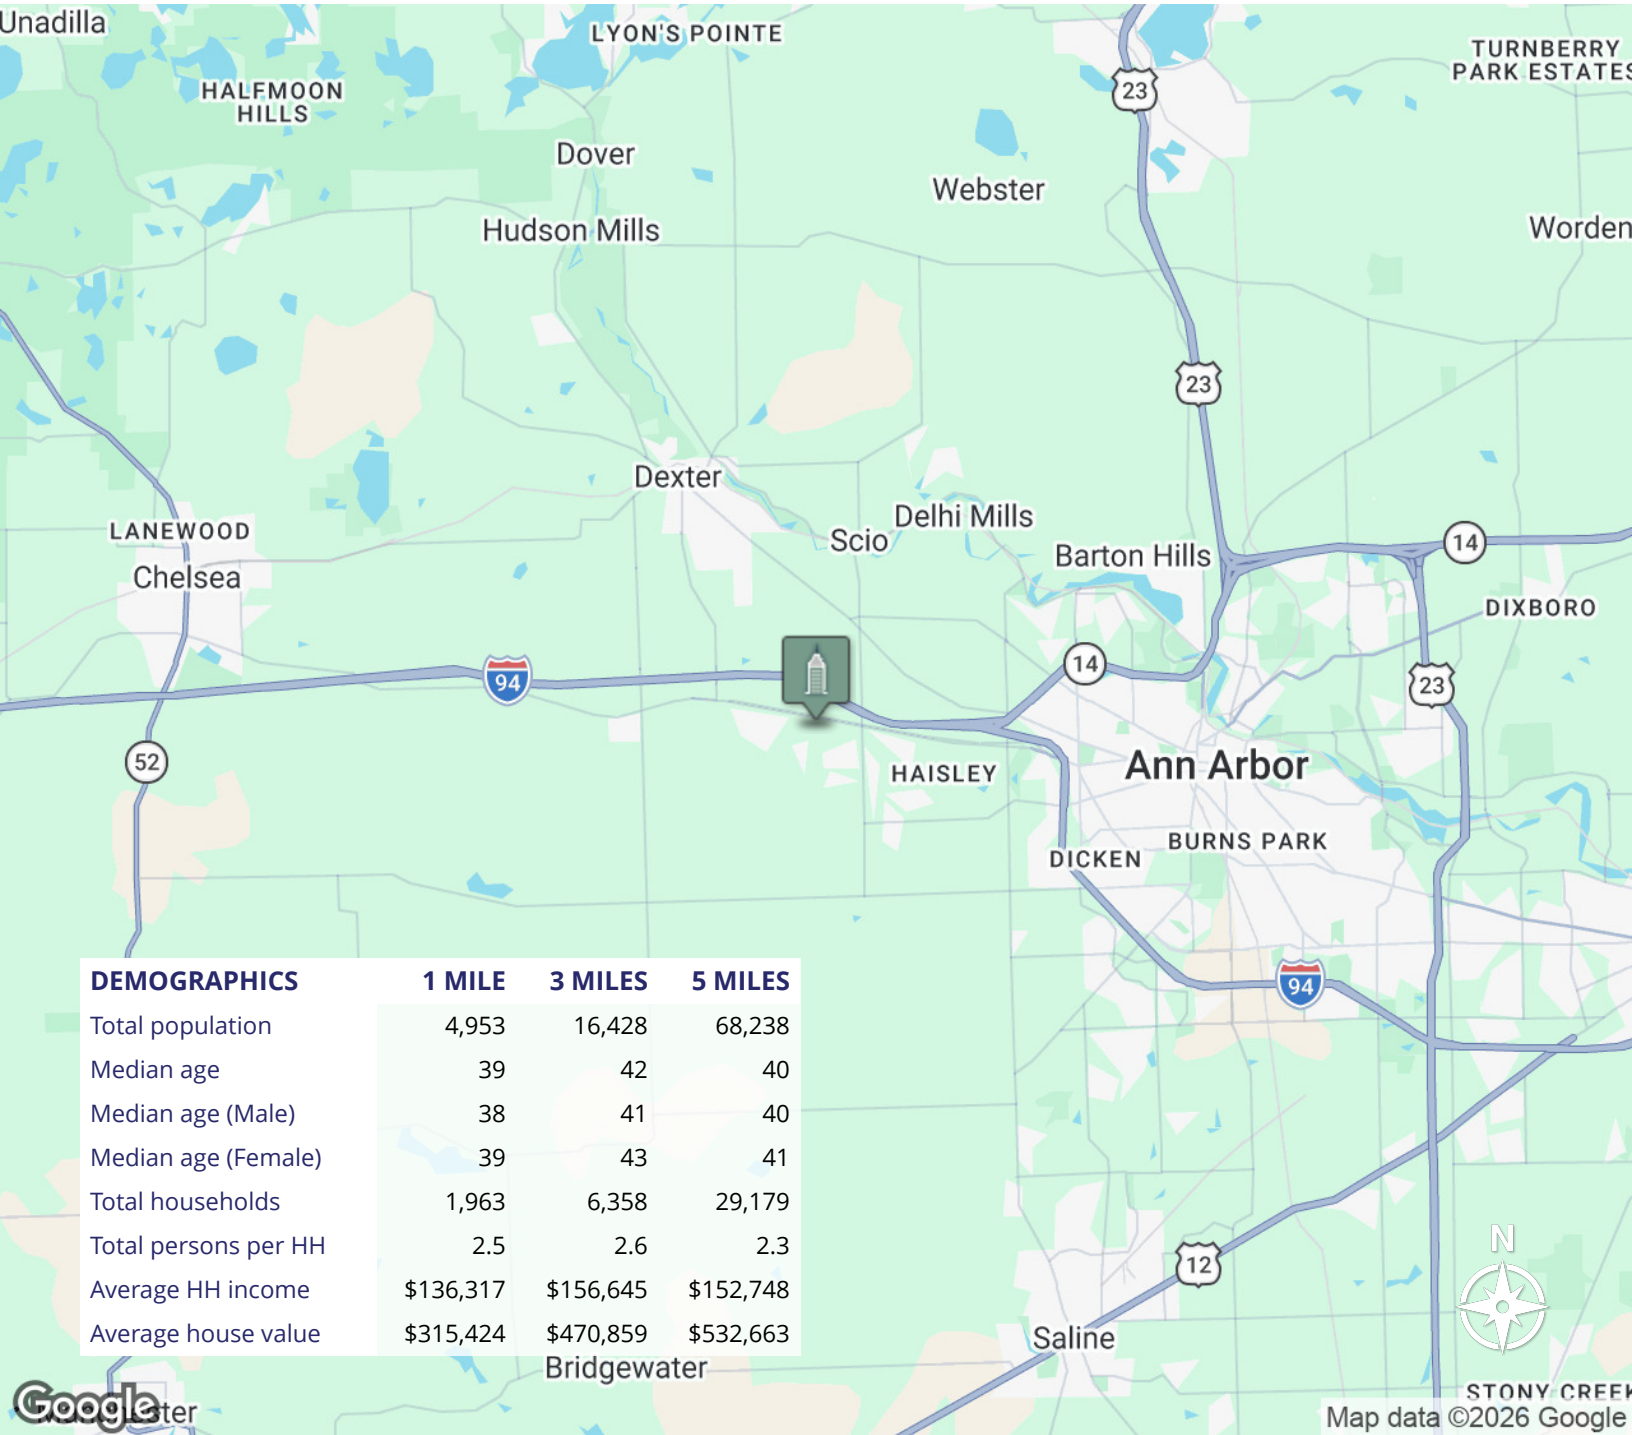 Unadilla
LYON'S POINTE
TURNBERRY
PARK ESTATES
23
HALFMOON
HILLS
Dover
Webster
Hudson Mills
Worden
23
Dexter
LANEWOOD
Delhi Mills
Scio
14
Barton Hills
Chelsea
DIXBORO
14
94
23
52
Ann Arbor
HAISLEY
BURNS PARK
DICKEN
94
DEMOGRAPHICS 1 MILE 3 MILES 5 MILES
Total population 4,953 16,428 68,238
Median age 39 42 40
Median age (Male) 38 41 40
Median age (Female) 39 43 41
Total households 1,963 6,358 29,179
Total persons per HH 2.5 2.6 2.3
Average HH income $136,317 $156,645 $152,748
Average house value $315,424 $470,859 $532,663
N
12
Saline
Bridgewater
STONY CREEK
Google
Manchester
Map data ©2026 Google